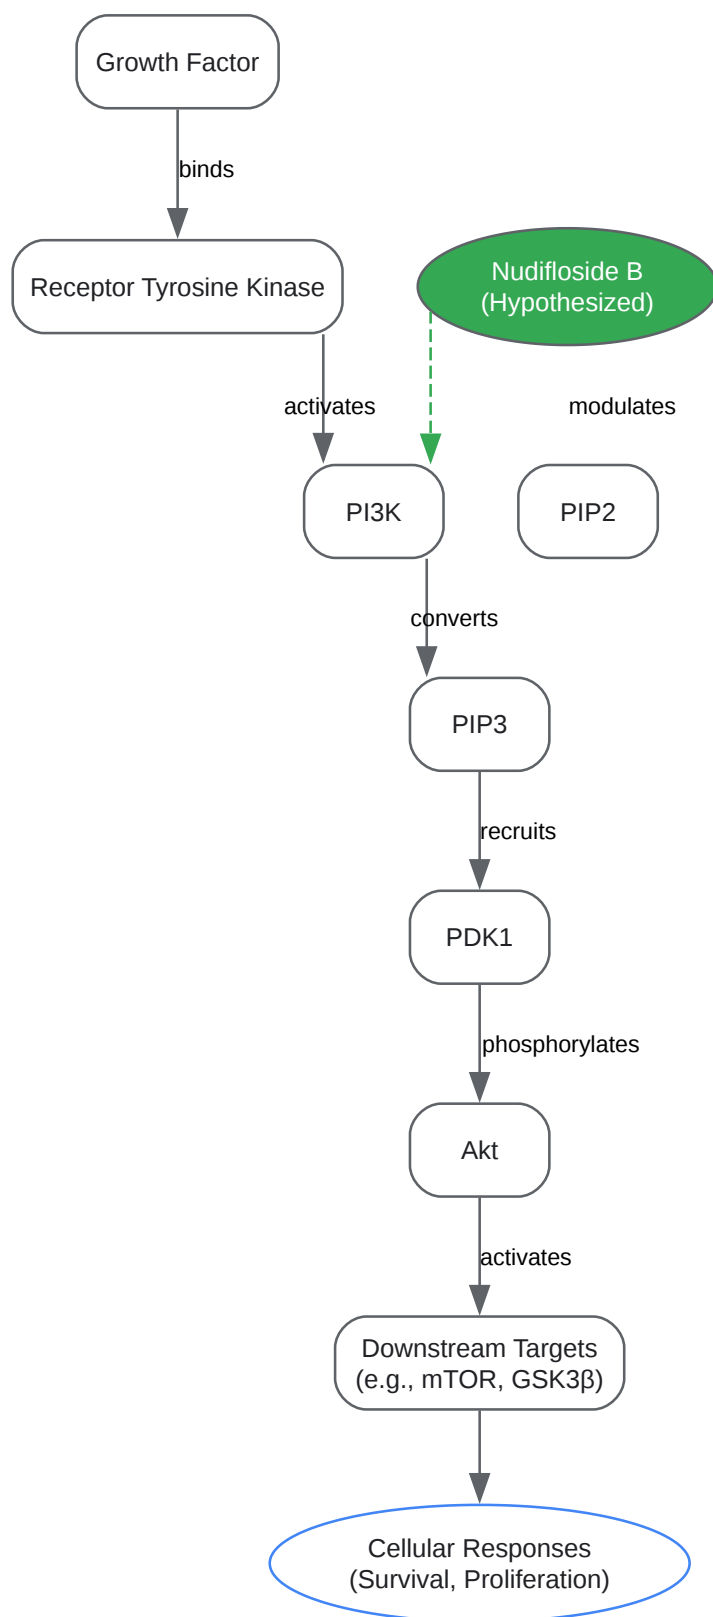 Growth Factor
binds
Receptor Tyrosine Kinase
Nudifloside B
(Hypothesized)
activates
modulates
PI3K
PIP2
converts
PIP3
recruits
PDK1
phosphorylates
Akt
activates
Downstream Targets
(e.g., mTOR, GSK3β)
Cellular Responses
(Survival, Proliferation)